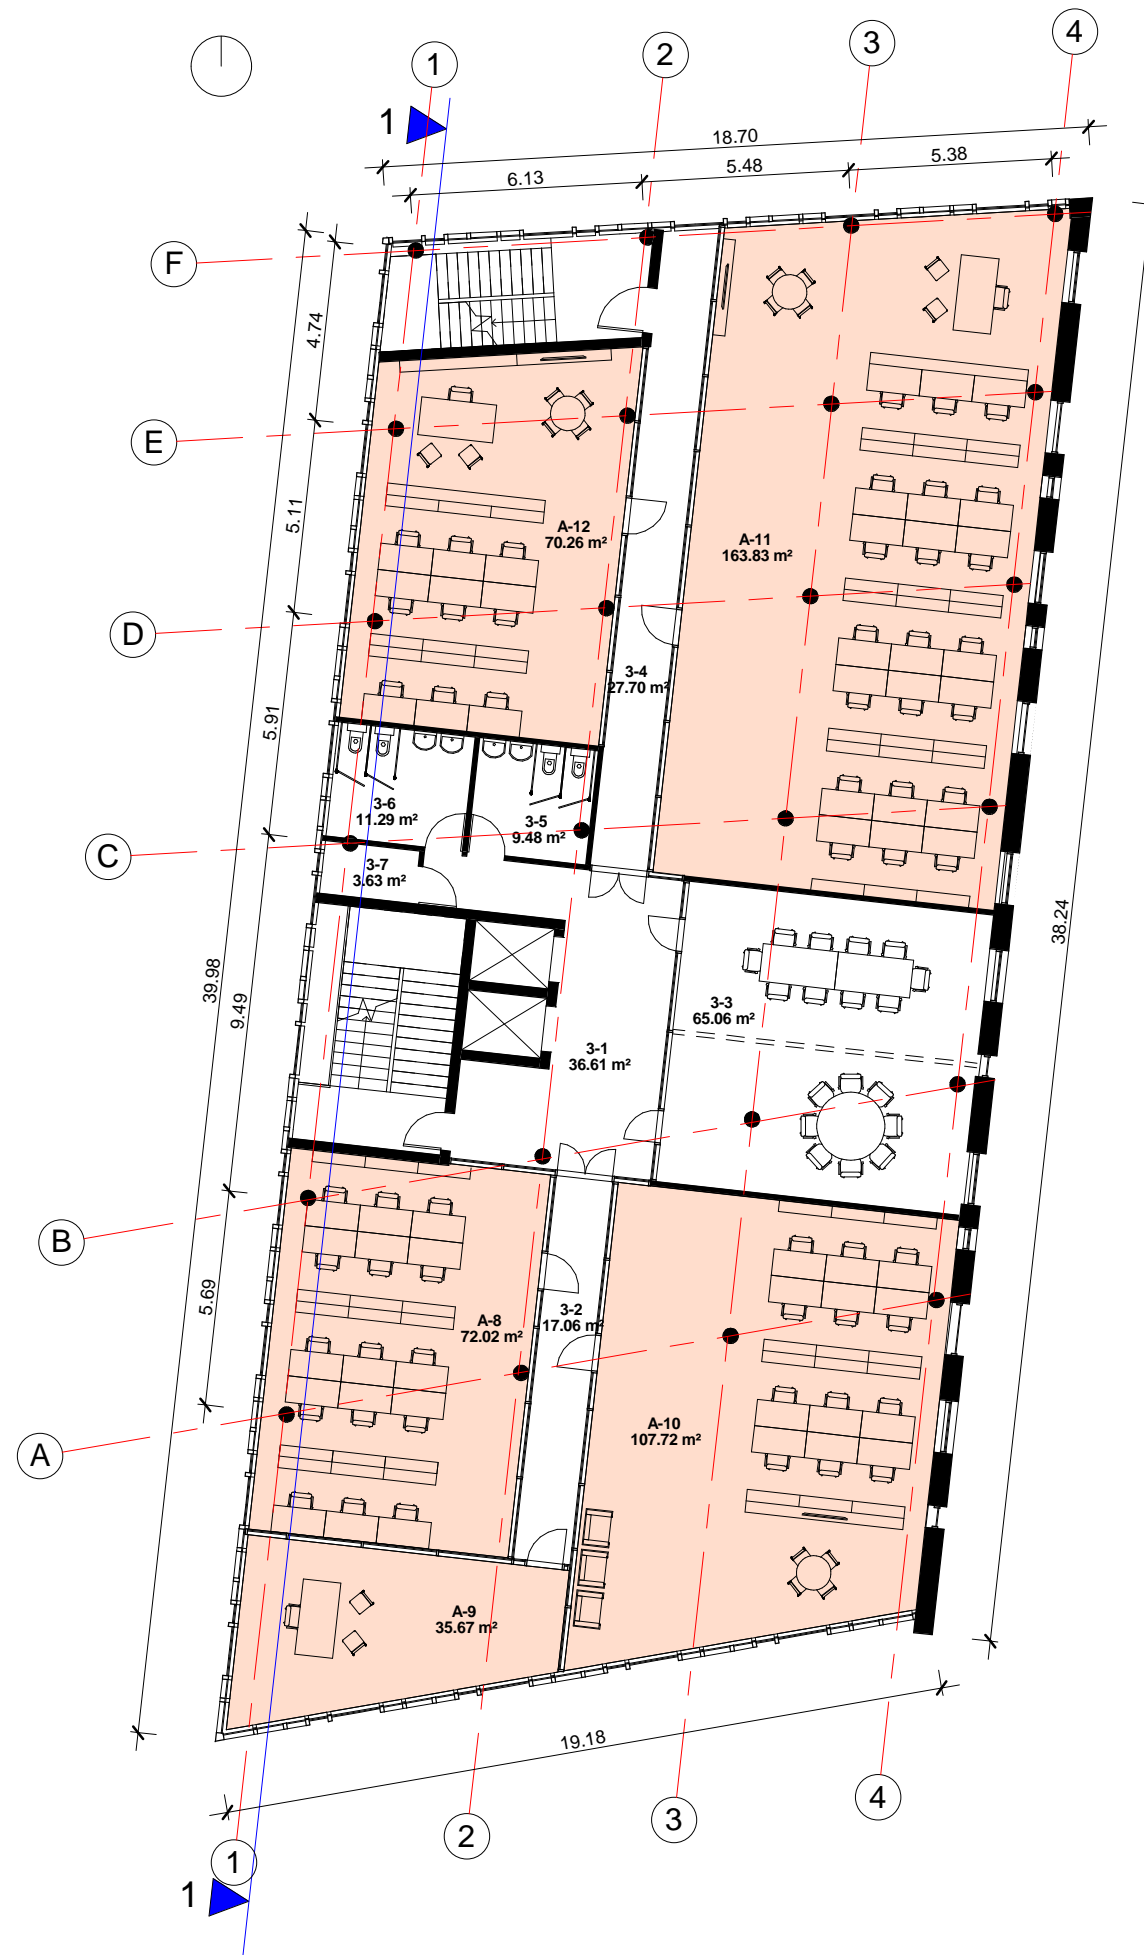 1
2
3
4
1
18.70
6.13
5.48
5.38
F
4.74
E
5.11
A-12
70.26 m²
A-11
163.83 m²
D
3-4
27.70 m²
5.91
3-6
11.29 m²
3-5
9.48 m²
C
3-7
3.63 m²
38.24
39.98
9.49
3-3
65.06 m²
3-1
36.61 m²
B
5.69
3-2
17.06 m²
A-8
72.02 m²
A-10
107.72 m²
A
A-9
35.67 m²
19.18
4
3
2
1
1